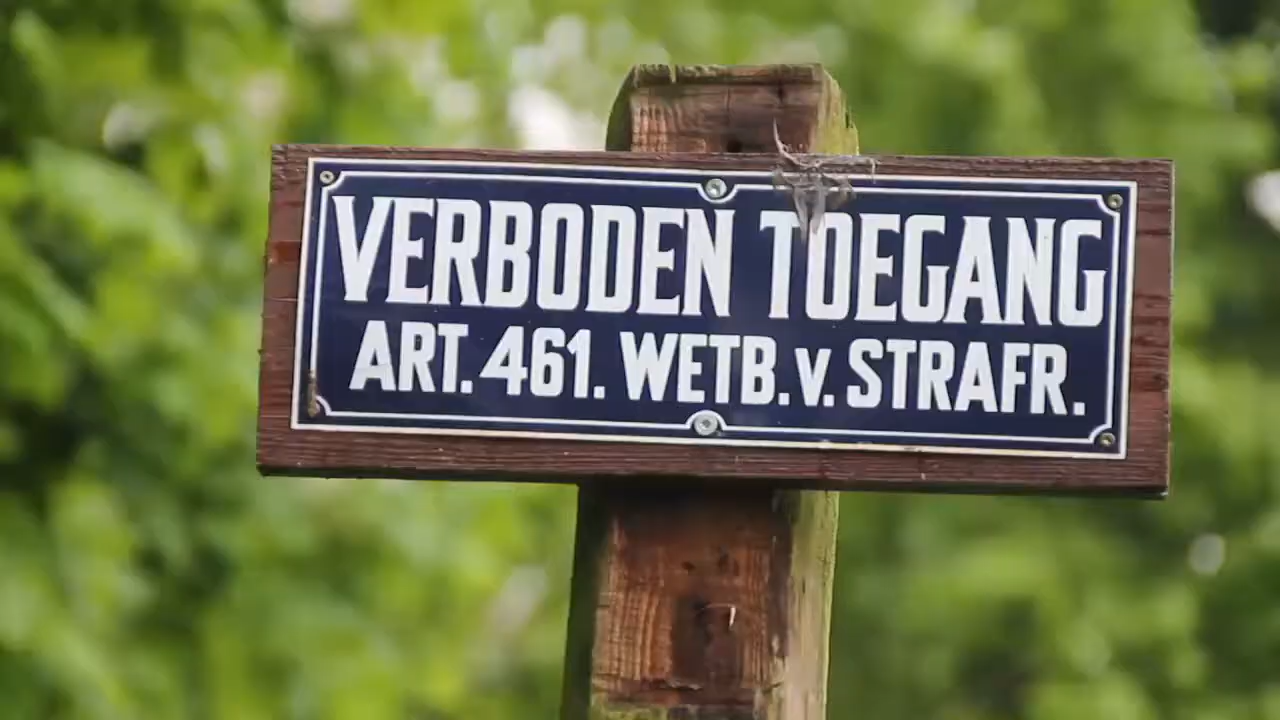 VERBODEN TOEGANG
ART. 461. WETB. V. STRAFR.